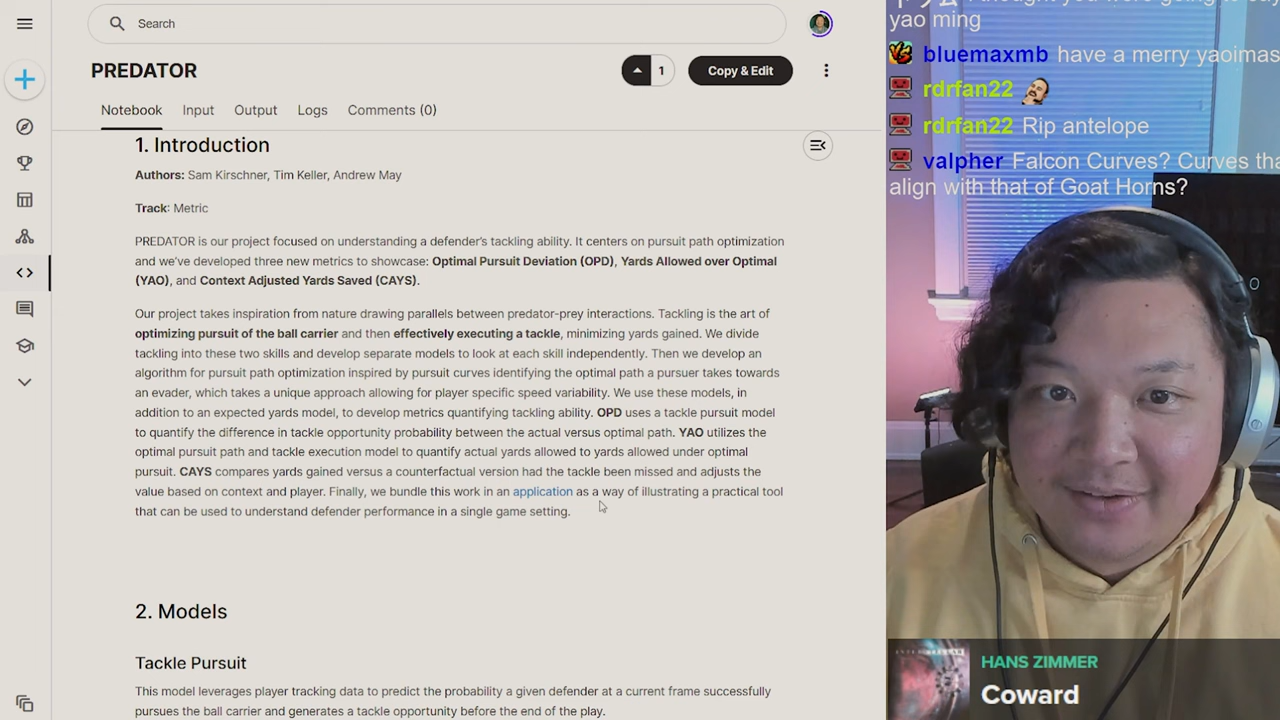 Search
PREDATOR
1
Copy & Edit
Notebook
Input
Output
Logs
Comments (0)
1. Introduction
Authors: Sam Kirschner, Tim Keller, Andrew May
Track: Metric
PREDATOR is our project focused on understanding a defender's tackling ability. It centers on pursuit path optimization
and we've developed three new metrics to showcase: Optimal Pursuit Deviation (OPD), Yards Allowed over Optimal
(YAO), and Context Adjusted Yards Saved (CAYS).
Our project takes inspiration from nature drawing parallels between predator-prey interactions. Tackling is the art of
optimizing pursuit of the ball carrier and then effectively executing a tackle, minimizing yards gained. We divide
tackling into these two skills and develop separate models to look at each skill independently. Then we develop an
algorithm for pursuit path optimization inspired by pursuit curves identifying the optimal path a pursuer takes towards
an evader, which takes a unique approach allowing for player specific speed variability. We use these models, in
addition to an expected yards model, to develop metrics quantifying tackling ability. OPD uses a tackle pursuit model
to quantify the difference in tackle opportunity probability between the actual versus optimal path. YAO utilizes the
optimal pursuit path and tackle execution model to quantify actual yards allowed to yards allowed under optimal
pursuit. CAYS compares yards gained versus a counterfactual version had the tackle been missed and adjusts the
value based on context and player. Finally, we bundle this work in an application as a way of illustrating a practical tool
that can be used to understand defender performance in a single game setting.
2. Models
Tackle Pursuit
This model leverages player tracking data to predict the probability a given defender at a current frame successfully
pursues the ball carrier and generates a tackle opportunity before the end of the play.
yao ming
bluemaxmb have a merry yaoimas
rdrfan22
rdrfan22 Rip antelope
valpher Falcon Curves? Curves tha
align with that of Goat Horns?
HANS ZIMMER
Coward